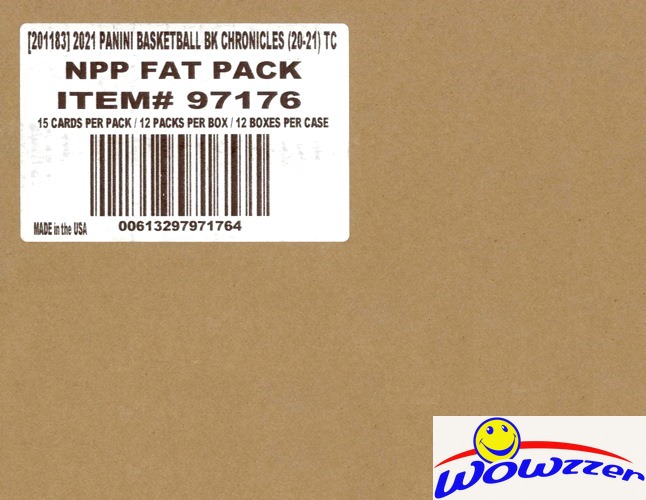 [201183] 2021 PANINI BASKETBALL BK CHRONICLES (20-21) TC
NPP FAT PACK
ITEM# 97176
15 CARDS PER PACK / 12 PACKS PER BOX / 12 BOXES PER CASE
MADE in the USA
00613297971764
WOWZZer